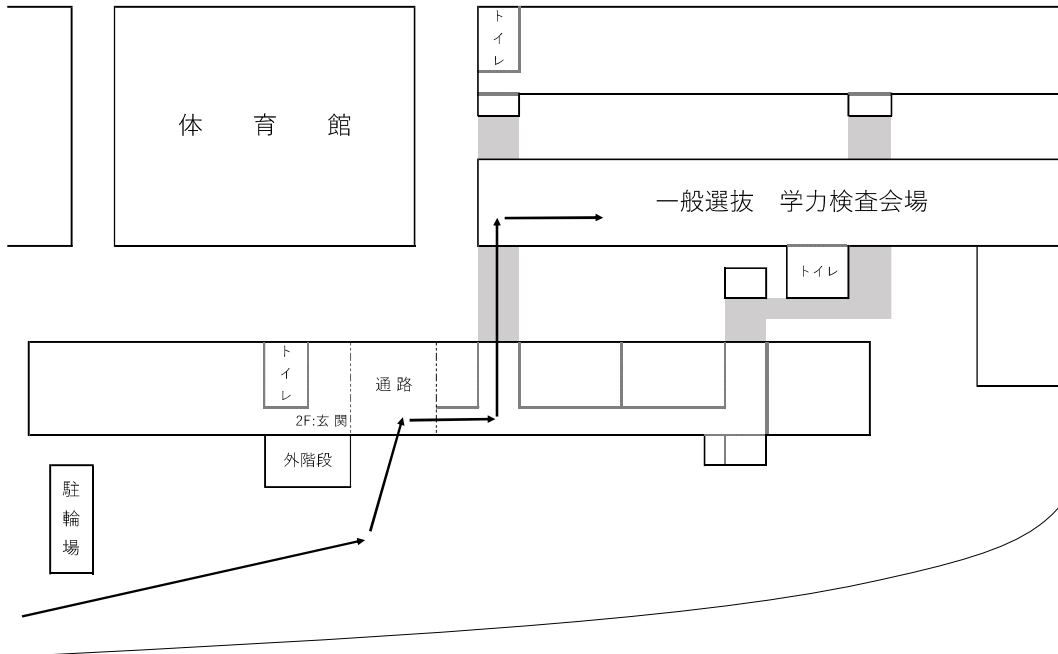 トイレ
体　育　館
一般選抜　学力検査会場
トイレ
トイレ
通路
2F:玄関
外階段
駐輪場